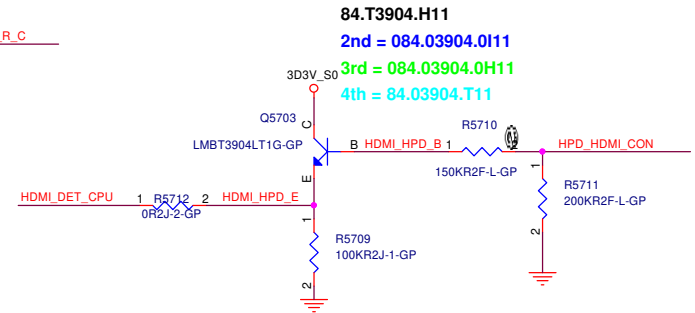 84.T3904.H11
R_C
2nd = 084.03904.0I11
3D3V_S0
3rd = 084.03904.0H11
4th = 84.03904.T11
Q5703
C
R5710
LMBT3904LT1G-GP
B
HDMI_HPD_B
1
HPD_HDMI_CON
150KR2F-L-GP
1
E
R5711
HDMI_DET_CPU
1
R5712
2
HDMI_HPD_E
200KR2F-L-GP
0R2J-2-GP
1
2
R5709
100KR2J-1-GP
2